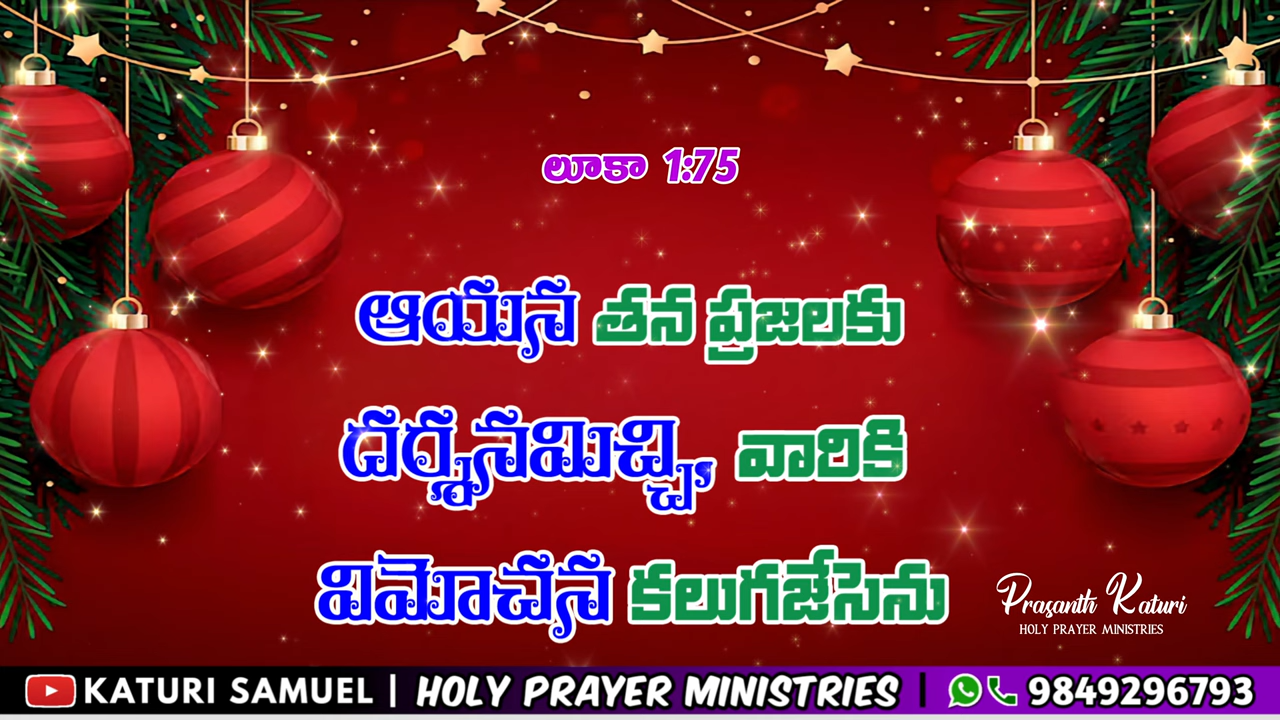 లూకా 1:75
ఆయన తన ప్రజలకు
దర్శనమిచ్చి, వారికి
విమోచన కలుగజేసెను
Prasanth Katuri
HOLY PRAYER MINISTRIES
KATURI SAMUEL | HOLY PRAYER MINISTRIES | 9849296793